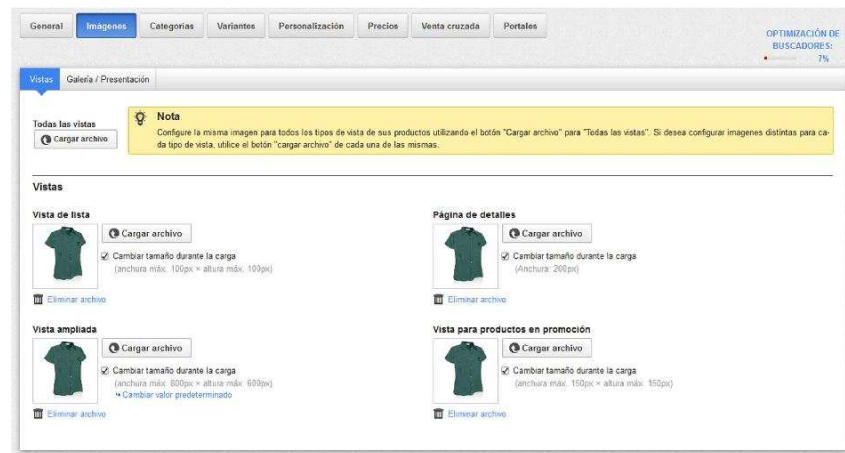 General Imágenes Categorías Variantes Personalización Precios Venta cruzada Portales
OPTIMIZACIÓN DE
BUSCADORES:
7%
Vistas Galería / Presentación
Todas las vistas
Cargar archivo
Nota
Configure la misma imagen para todos los tipos de vista de sus productos utilizando el botón "Cargar archivo" para "Todas las vistas". Si desea configurar imagenes distintas para ca-
da tipo de vista, utilice el botón "cargar archivo" de cada una de las mismas.
Vistas
Vista de lista
Cargar archivo
Cambiar tamaño durante la carga
(anchura máx. 100px × altura máx. 100px)
Eliminar archivo
Página de detalles
Cargar archivo
Cambiar tamaño durante la carga
(Anchura: 200px)
Eliminar archivo
Vista ampliada
Cargar archivo
Cambiar tamaño durante la carga
(anchura máx. 800px × altura máx. 600px)
Cambiar valor predeterminado
Eliminar archivo
Vista para productos en promoción
Cargar archivo
Cambiar tamaño durante la carga
(anchura máx. 150px × altura máx. 150px)
Eliminar archivo